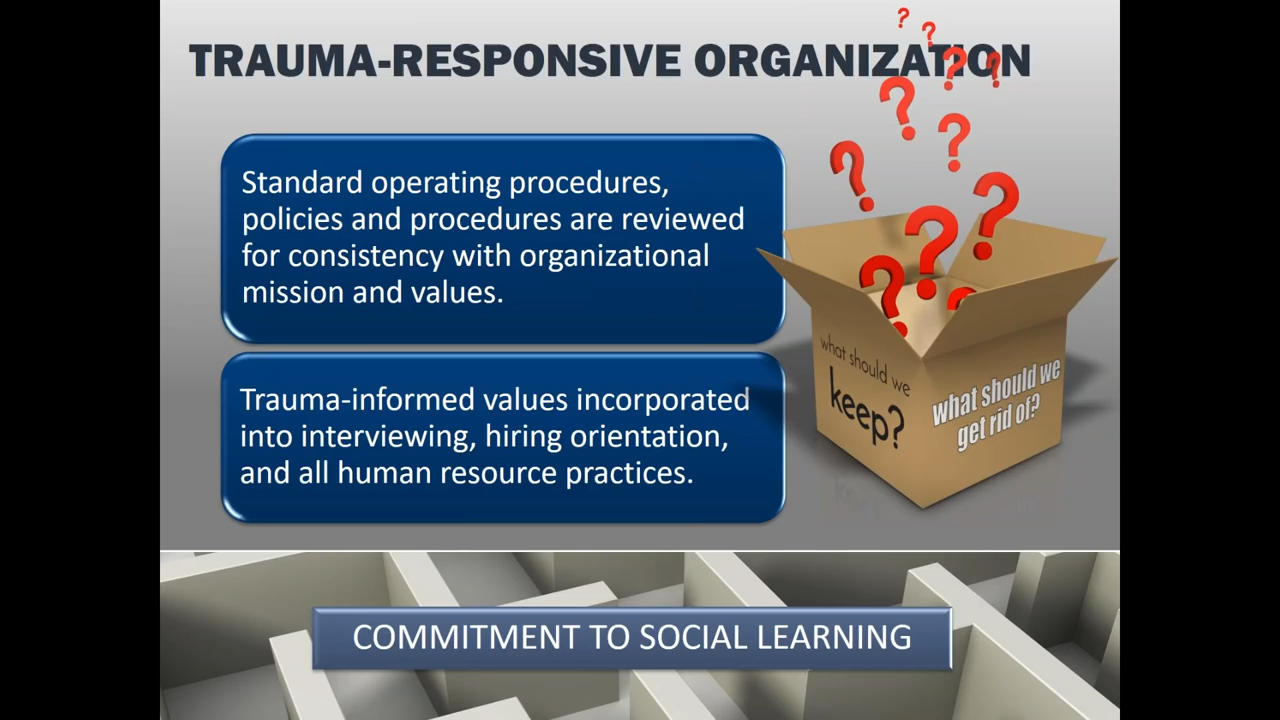 TRAUMA-RESPONSIVE ORGANIZATION
Standard operating procedures,
policies and procedures are reviewed
for consistency with organizational
mission and values.
Trauma-informed values incorporated
into interviewing, hiring orientation,
and all human resource practices.
? ? ? ? ? ? ? ? ? ? ?
what should we
keep?
what should we
get rid of?
COMMITMENT TO SOCIAL LEARNING